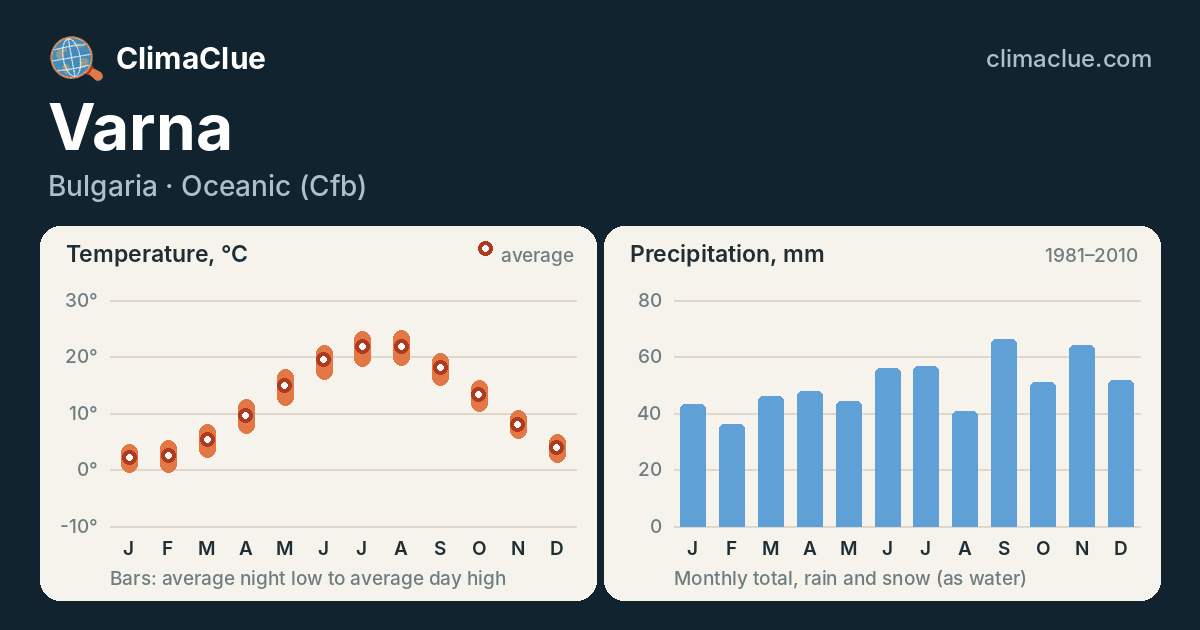 ClimaClue
climaclue.com
Varna
Bulgaria · Oceanic (Cfb)
Temperature, °C
average
30°
20°
10°
0°
-10°
J F M A M J J A S O N D
Bars: average night low to average day high
Precipitation, mm
1981–2010
80
60
40
20
0
J F M A M J J A S O N D
Monthly total, rain and snow (as water)